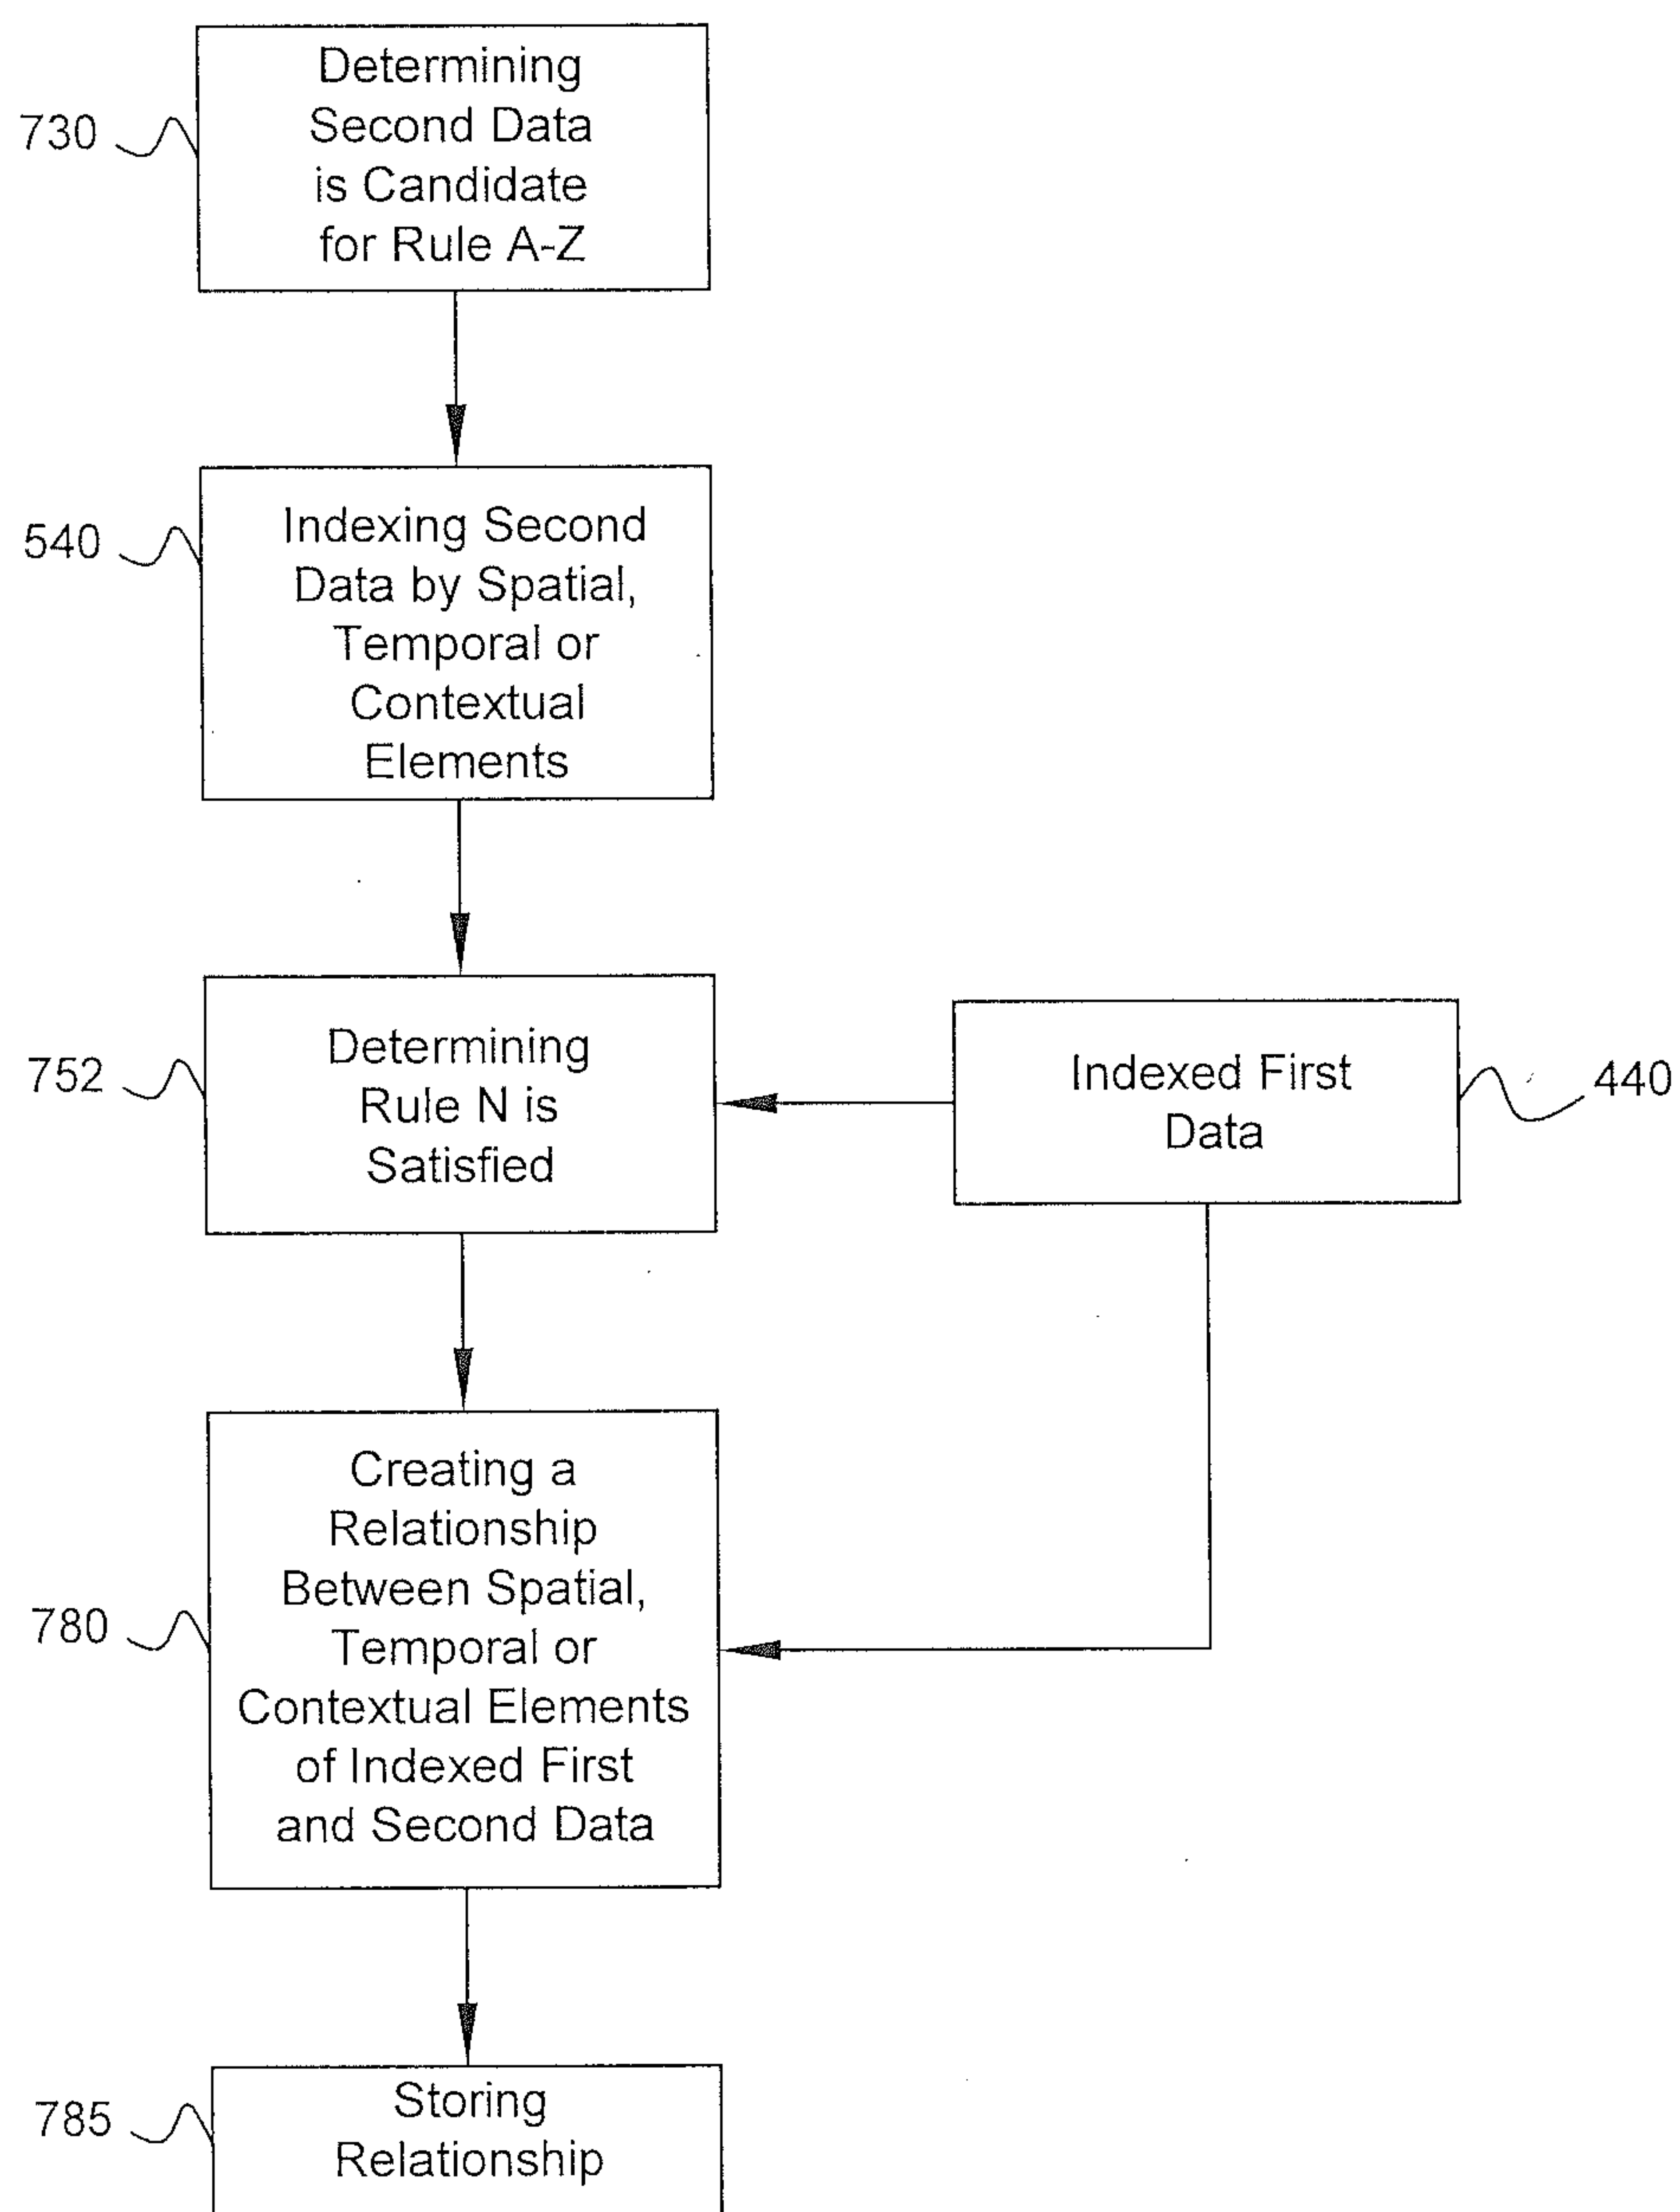 730
Determining
Second Data
is Candidate
for Rule A-Z
540
Indexing Second
Data by Spatial,
Temporal or
Contextual
Elements
752
Determining
Rule N is
Satisfied
Indexed First
Data
440
780
Creating a
Relationship
Between Spatial,
Temporal or
Contextual Elements
of Indexed First
and Second Data
785
Storing
Relationship